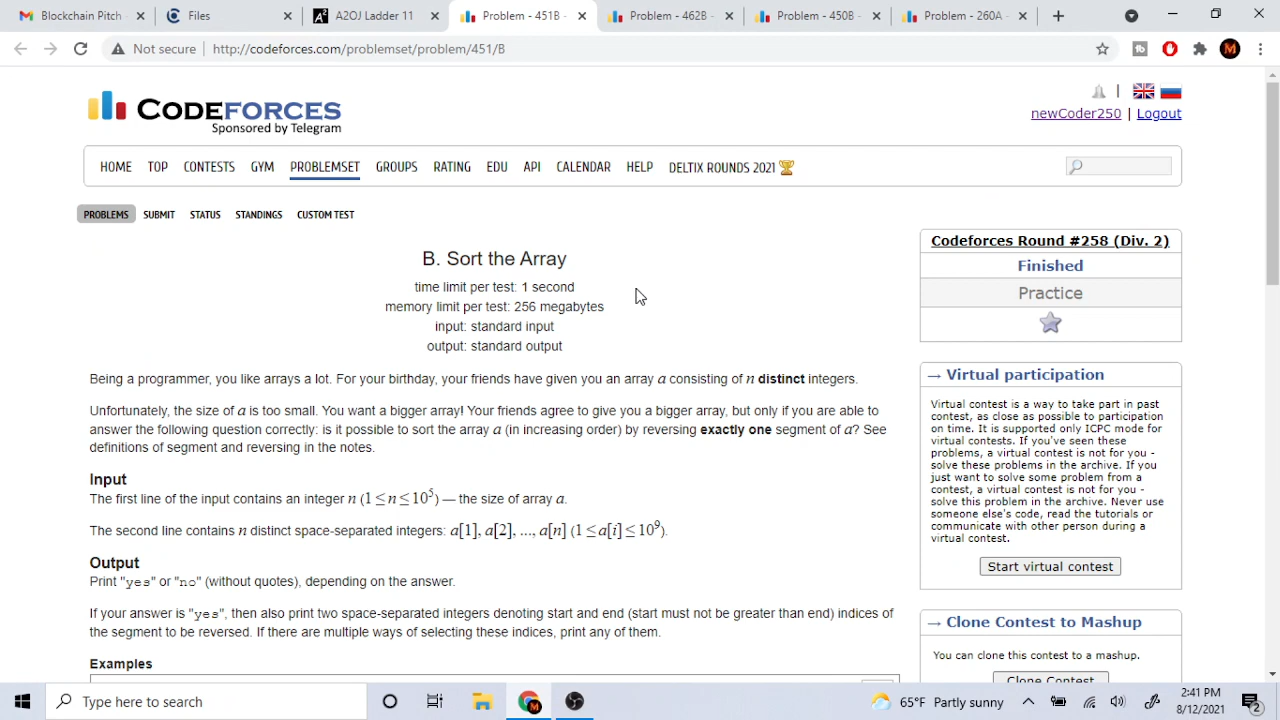 Blockchain Pitch -
Files
A2OJ Ladder 11
Problem - 451B -
Problem - 462B -
Problem - 450B -
Problem - 260A -
Not secure
http://codeforces.com/problemset/problem/451/B
CODEFORCES
Sponsored by Telegram
newCoder250 | Logout
HOME TOP CONTESTS GYM PROBLEMSET GROUPS RATING EDU API CALENDAR HELP DELTIX ROUNDS 2021
PROBLEMS SUBMIT STATUS STANDINGS CUSTOM TEST
B. Sort the Array
time limit per test: 1 second
memory limit per test: 256 megabytes
input: standard input
output: standard output
Being a programmer, you like arrays a lot. For your birthday, your friends have given you an array a consisting of n distinct integers.
Unfortunately, the size of a is too small. You want a bigger array! Your friends agree to give you a bigger array, but only if you are able to
answer the following question correctly: is it possible to sort the array a (in increasing order) by reversing exactly one segment of a? See
definitions of segment and reversing in the notes.
Input
The first line of the input contains an integer n (1 ≤ n ≤ 10⁵) — the size of array a.
The second line contains n distinct space-separated integers: a[1], a[2], ..., a[n] (1 ≤ a[i] ≤ 10⁹).
Output
Print "yes" or "no" (without quotes), depending on the answer.
If your answer is "yes", then also print two space-separated integers denoting start and end (start must not be greater than end) indices of
the segment to be reversed. If there are multiple ways of selecting these indices, print any of them.
Examples
Codeforces Round #258 (Div. 2)
Finished
Practice
→ Virtual participation
Virtual contest is a way to take part in past
contest, as close as possible to participation
on time. It is supported only ICPC mode for
virtual contests. If you've seen these
problems, a virtual contest is not for you -
solve these problems in the archive. If you
just want to solve some problem from a
contest, a virtual contest is not for you -
solve this problem in the archive. Never use
someone else's code, read the tutorials or
communicate with other person during a
virtual contest.
Start virtual contest
→ Clone Contest to Mashup
You can clone this contest to a mashup.
Clone Contest
Type here to search
65°F Partly sunny
2:41 PM
8/12/2021
2